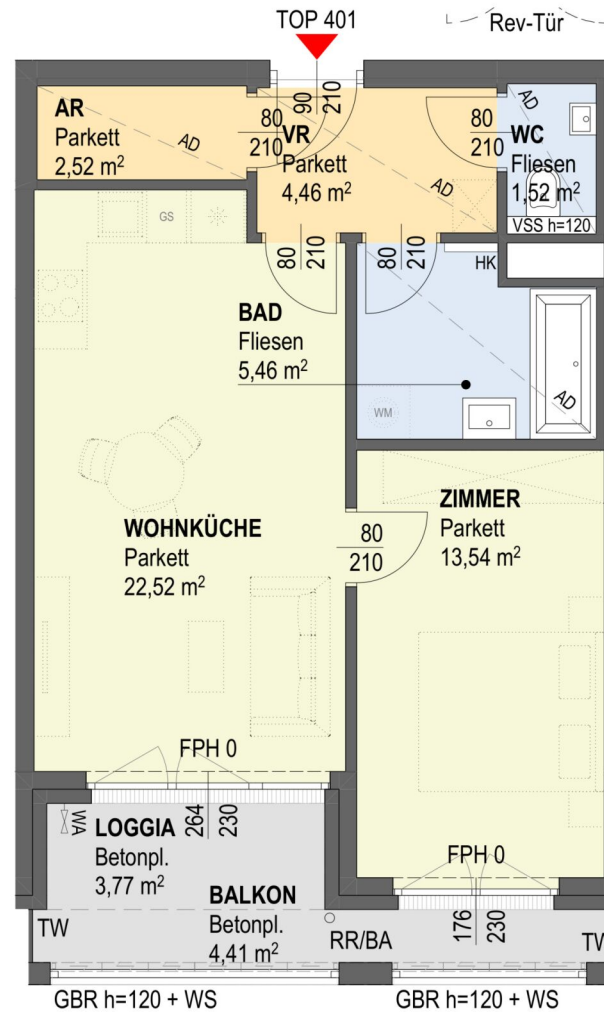 TOP 401
Rev-Tür
AR
Parkett
2,52 m²
AD
80
210
90
210
VR
Parkett
4,46 m²
AD
80
210
AD
WC
Fliesen
1,52 m²
VSS h=120
GS
80
210
80
210
HK
BAD
Fliesen
5,46 m²
WM
AD
WOHNKÜCHE
Parkett
22,52 m²
80
210
ZIMMER
Parkett
13,54 m²
FPH 0
264
230
WA
LOGGIA
Betonpl.
3,77 m²
FPH 0
176
230
BALKON
Betonpl.
4,41 m²
TW
RR/BA
TW
GBR h=120 + WS
GBR h=120 + WS